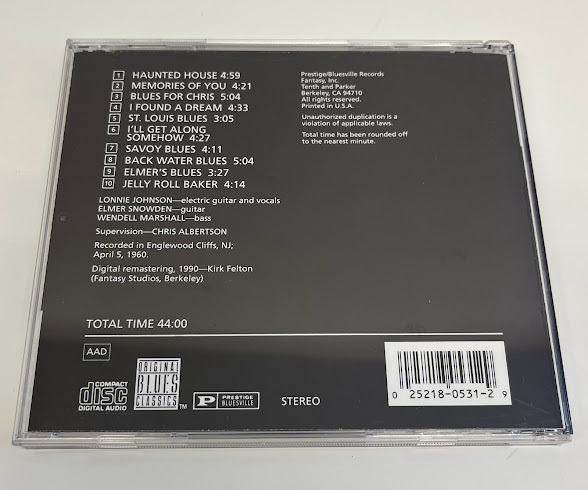 1 HAUNTED HOUSE 4:59
2 MEMORIES OF YOU 4:21
3 BLUES FOR CHRIS 5:04
4 I FOUND A DREAM 4:33
5 ST. LOUIS BLUES 3:05
6 I'LL GET ALONG
SOMEHOW 4:27
7 SAVOY BLUES 4:11
8 BACK WATER BLUES 5:04
9 ELMER'S BLUES 3:27
10 JELLY ROLL BAKER 4:14
LONNIE JOHNSON—electric guitar and vocals
ELMER SNOWDEN—guitar
WENDELL MARSHALL—bass
Supervision—CHRIS ALBERTSON
Recorded in Englewood Cliffs, NJ;
April 5, 1960.
Digital remastering, 1990—Kirk Felton
(Fantasy Studios, Berkeley)
Prestige/Bluesville Records
Fantasy, Inc.
Tenth and Parker
Berkeley, CA 94710
All rights reserved.
Printed in U.S.A.
Unauthorized duplication is a
violation of applicable laws.
Total time has been rounded off
to the nearest minute.
TOTAL TIME 44:00
AAD
COMPACT
disc
DIGITAL AUDIO
ORIGINAL
BLUES
CLASSICS
TM
P PRESTIGE
BLUESVILLE
STEREO
0 25218-0531-2 9